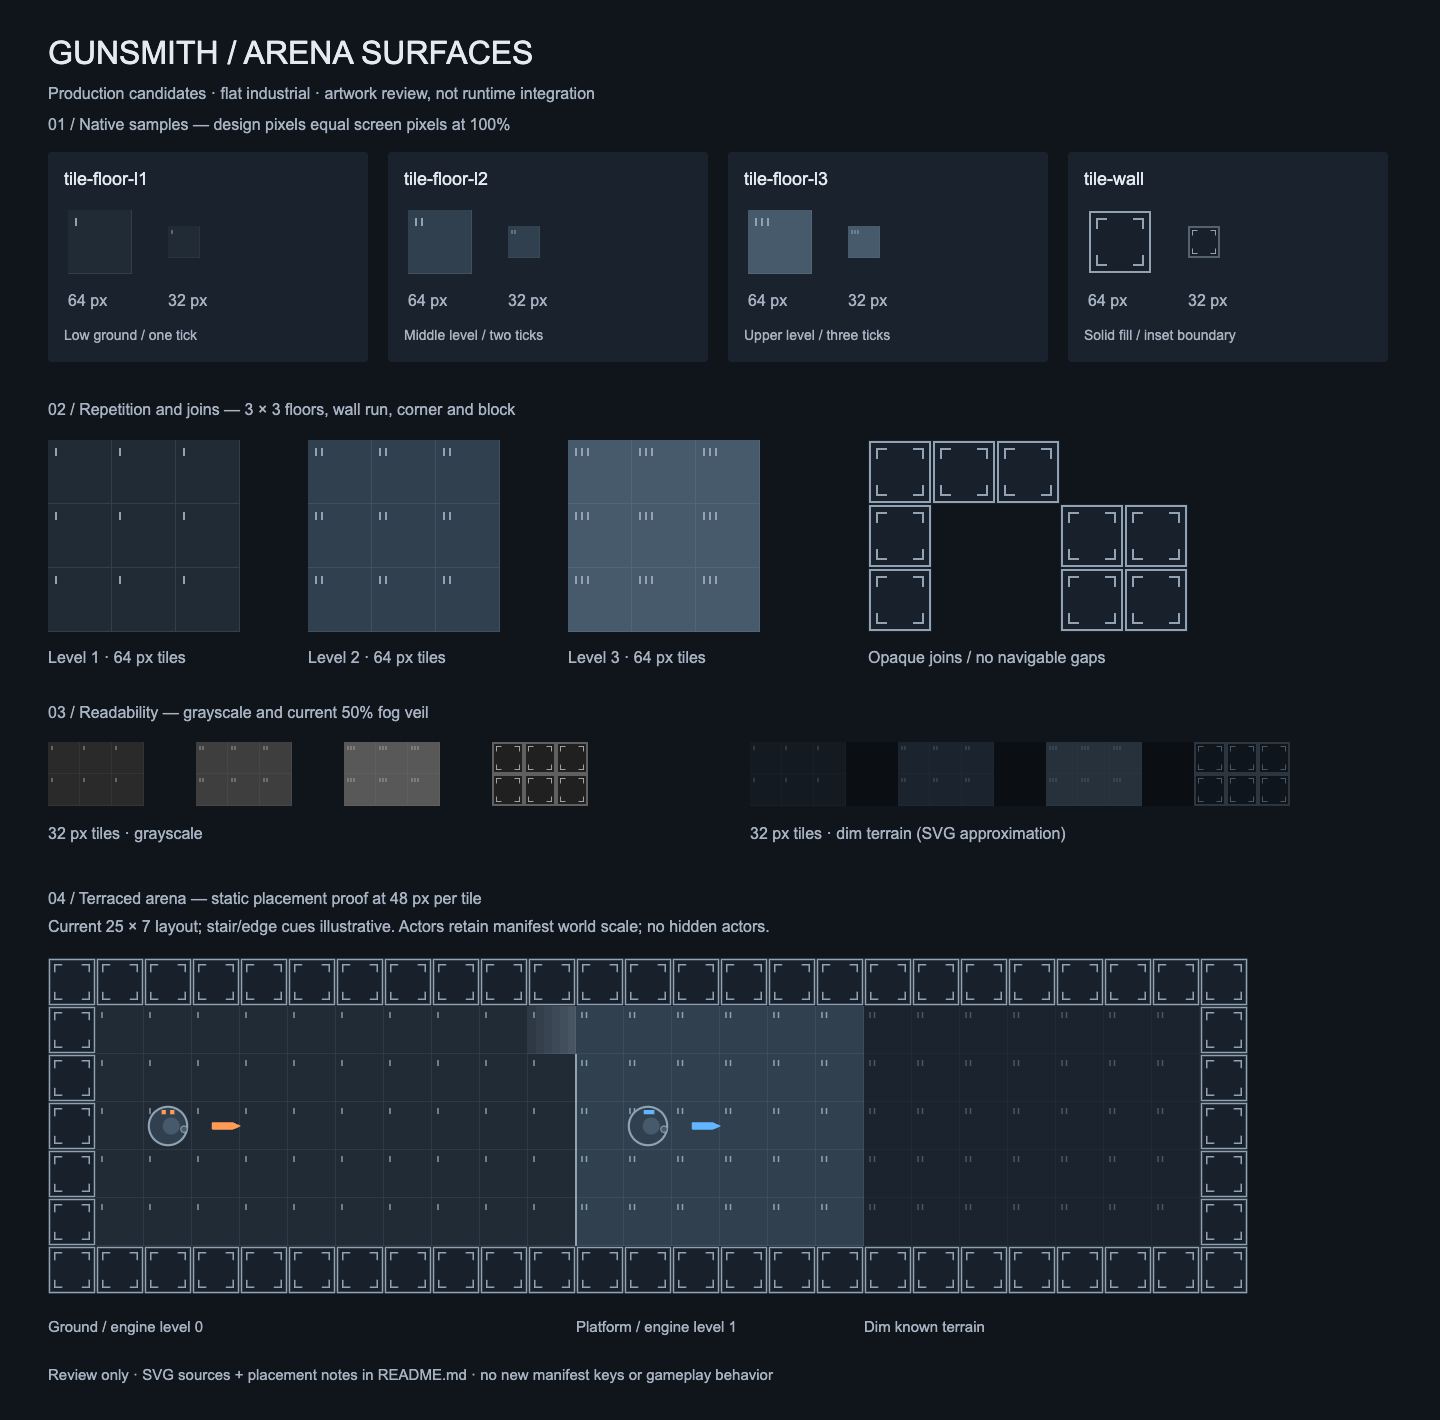 GUNSMITH / ARENA SURFACES
Production candidates · flat industrial · artwork review, not runtime integration
01 / Native samples — design pixels equal screen pixels at 100%
tile-floor-l1
64 px
32 px
Low ground / one tick
tile-floor-l2
64 px
32 px
Middle level / two ticks
tile-floor-l3
64 px
32 px
Upper level / three ticks
tile-wall
64 px
32 px
Solid fill / inset boundary
02 / Repetition and joins — 3 × 3 floors, wall run, corner and block
Level 1 · 64 px tiles
Level 2 · 64 px tiles
Level 3 · 64 px tiles
Opaque joins / no navigable gaps
03 / Readability — grayscale and current 50% fog veil
32 px tiles · grayscale
32 px tiles · dim terrain (SVG approximation)
04 / Terraced arena — static placement proof at 48 px per tile
Current 25 × 7 layout; stair/edge cues illustrative. Actors retain manifest world scale; no hidden actors.
Ground / engine level 0
Platform / engine level 1
Dim known terrain
Review only · SVG sources + placement notes in README.md · no new manifest keys or gameplay behavior